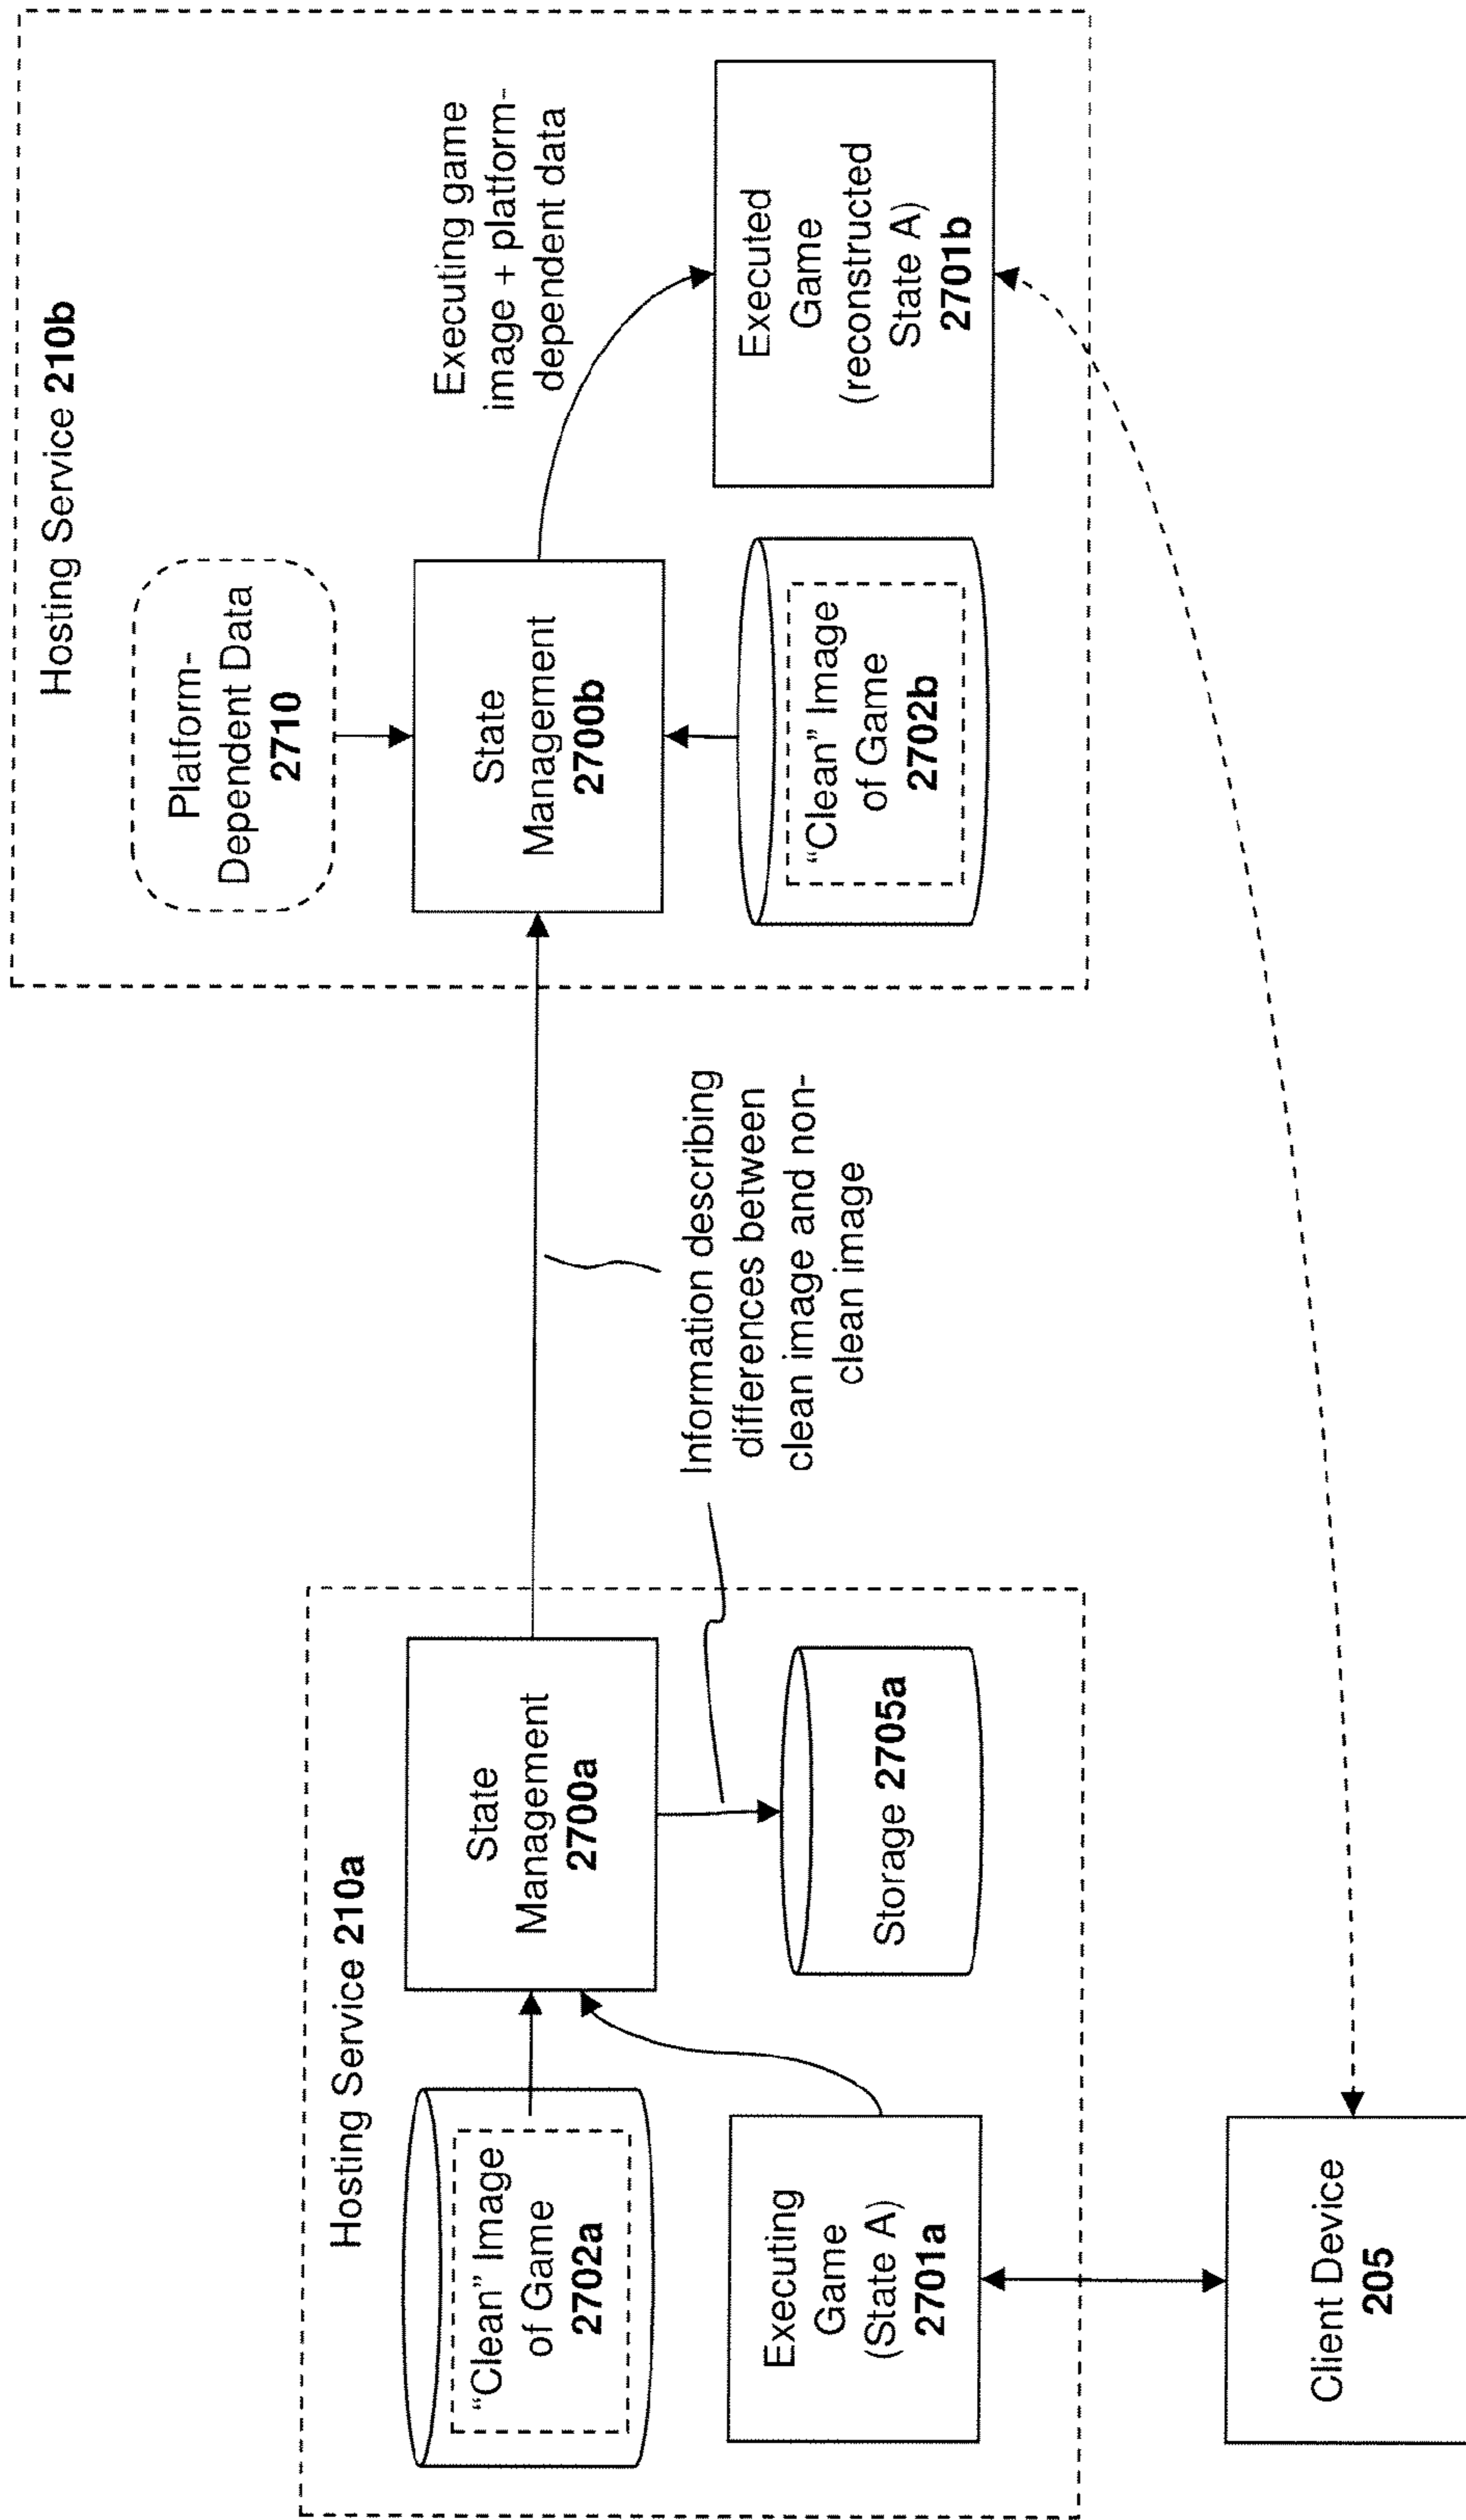 Hosting Service 210a
"Clean" Image
of Game
2702a
State
Management
2700a
Executing
Game
(State A)
2701a
Storage 2705a
Client Device
205
Information describing
differences between
clean image and non-
clean image
Hosting Service 210b
Platform-
Dependent Data
2710
State
Management
2700b
"Clean" Image
of Game
2702b
Executing game
image + platform-
dependent data
Executed
Game
(reconstructed
State A)
2701b